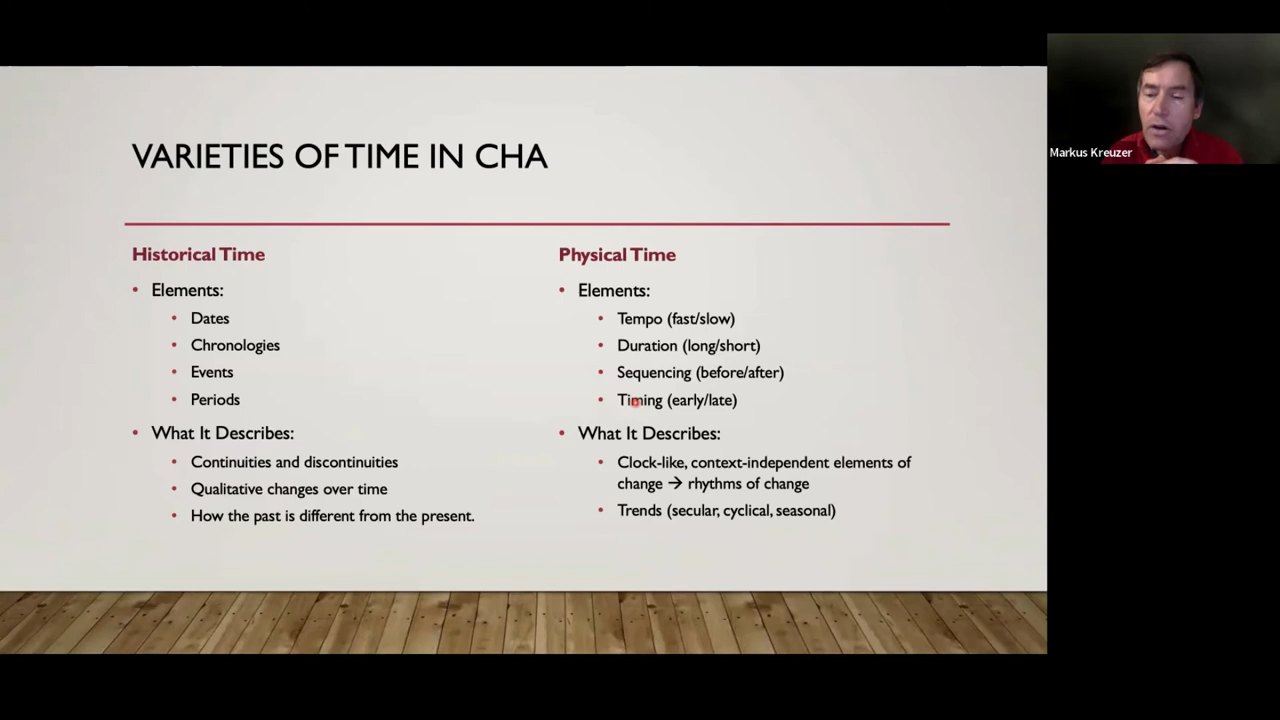 VARIETIES OF TIME IN CHA
Historical Time
• Elements:
• Dates
• Chronologies
• Events
• Periods
• What It Describes:
• Continuities and discontinuities
• Qualitative changes over time
• How the past is different from the present.
Physical Time
• Elements:
• Tempo (fast/slow)
• Duration (long/short)
• Sequencing (before/after)
• Timing (early/late)
• What It Describes:
• Clock-like, context-independent elements of
change → rhythms of change
• Trends (secular, cyclical, seasonal)
Markus Kreuzer